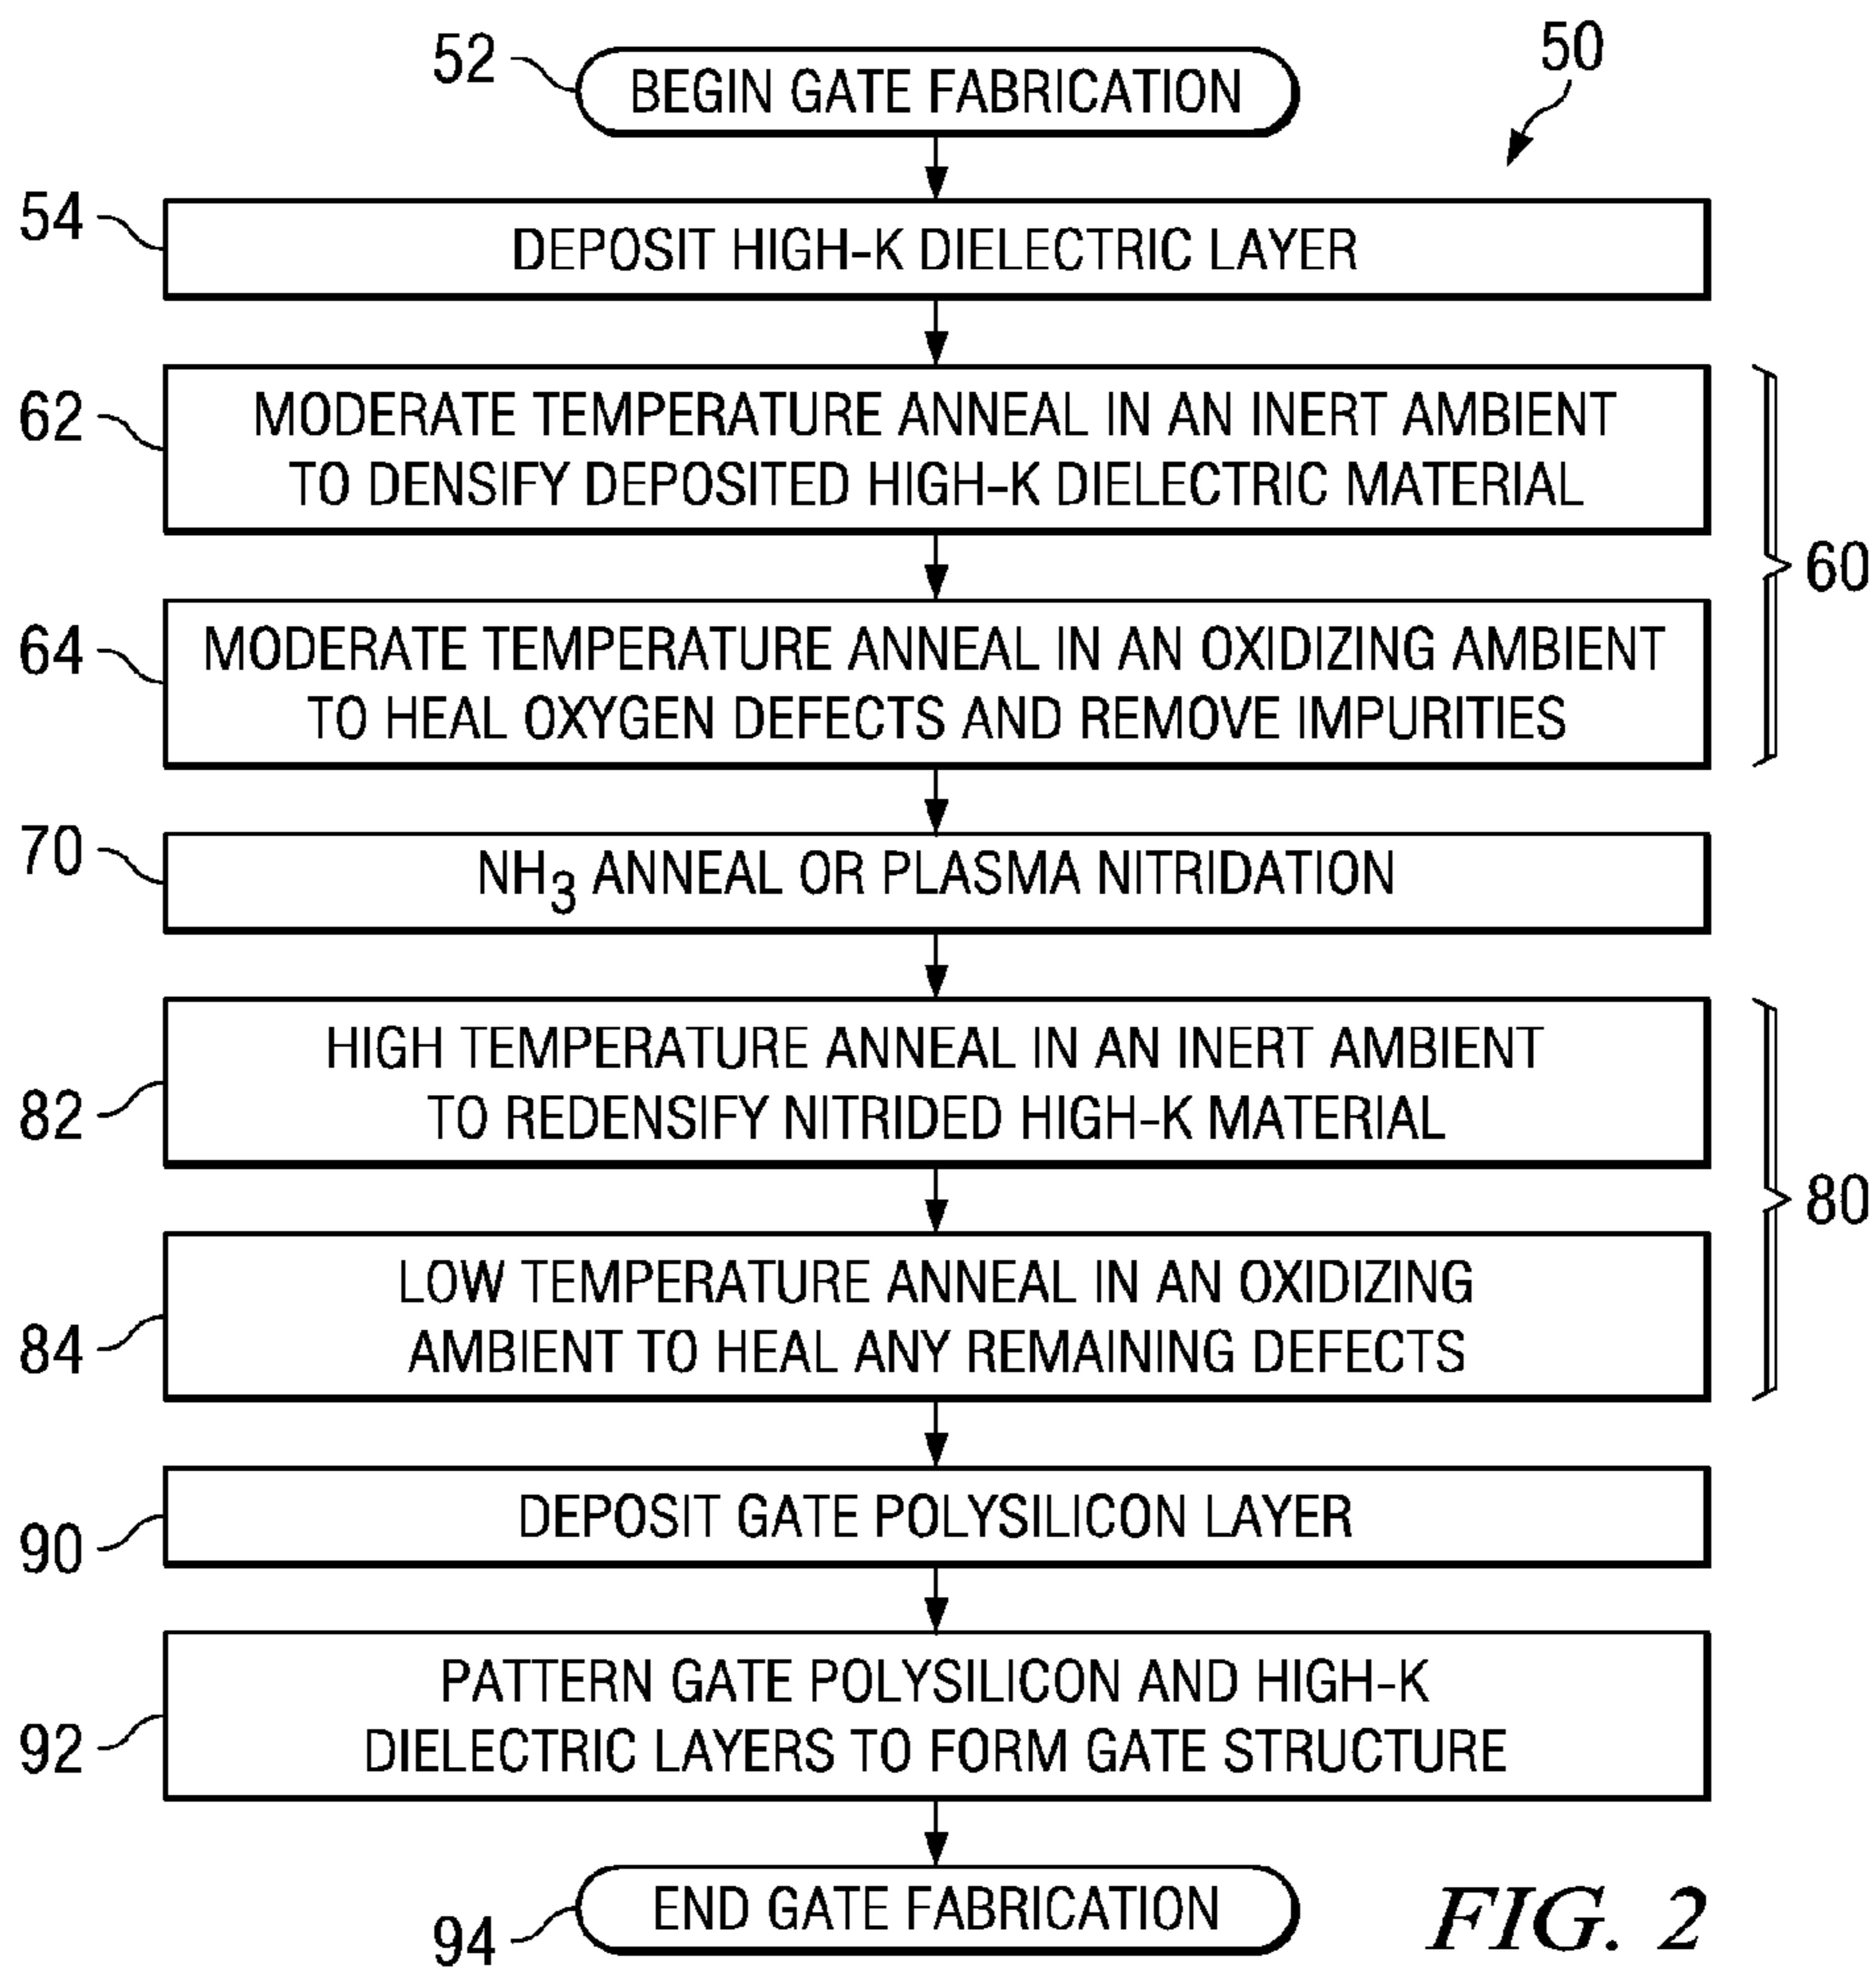 50
52
BEGIN GATE FABRICATION
54
DEPOSIT HIGH-K DIELECTRIC LAYER
62
MODERATE TEMPERATURE ANNEAL IN AN INERT AMBIENT
TO DENSIFY DEPOSITED HIGH-K DIELECTRIC MATERIAL
60
64
MODERATE TEMPERATURE ANNEAL IN AN OXIDIZING AMBIENT
TO HEAL OXYGEN DEFECTS AND REMOVE IMPURITIES
70
NH3 ANNEAL OR PLASMA NITRIDATION
82
HIGH TEMPERATURE ANNEAL IN AN INERT AMBIENT
TO REDENSIFY NITRIDED HIGH-K MATERIAL
80
84
LOW TEMPERATURE ANNEAL IN AN OXIDIZING
AMBIENT TO HEAL ANY REMAINING DEFECTS
90
DEPOSIT GATE POLYSILICON LAYER
92
PATTERN GATE POLYSILICON AND HIGH-K
DIELECTRIC LAYERS TO FORM GATE STRUCTURE
94
END GATE FABRICATION
FIG. 2